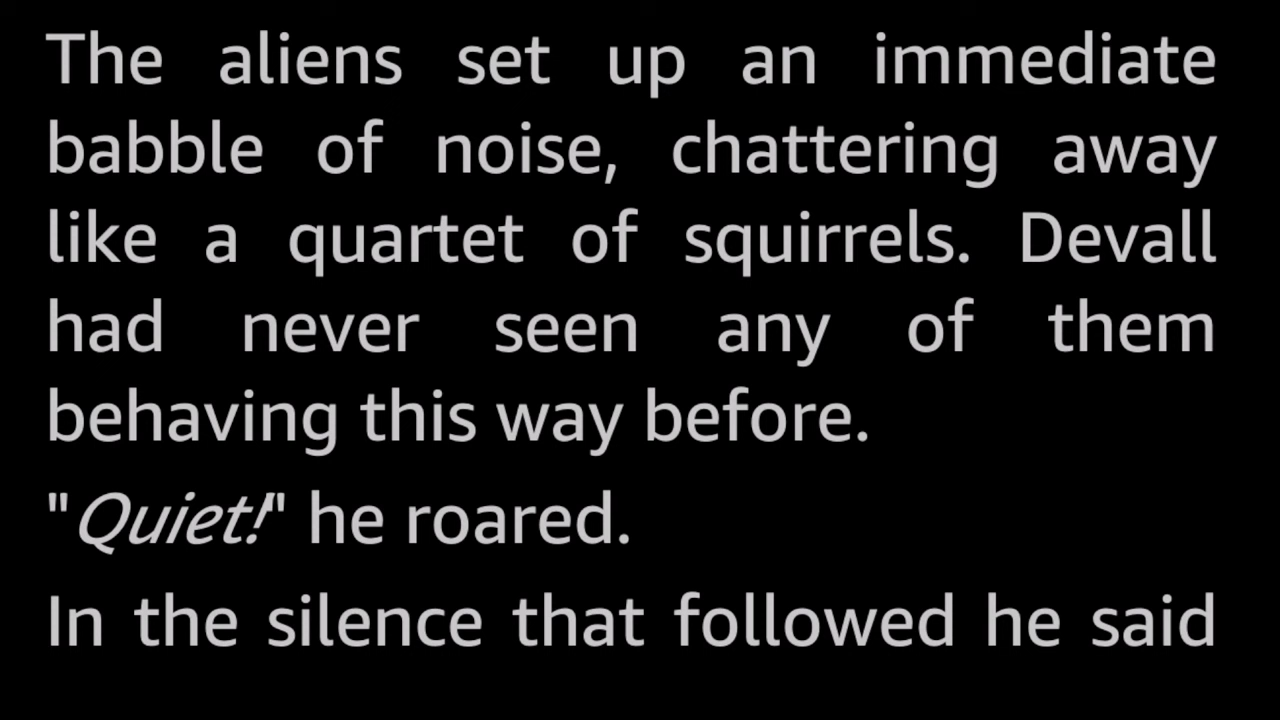 The aliens set up an immediate
babble of noise, chattering away
like a quartet of squirrels. Devall
had never seen any of them
behaving this way before.
"Quiet!" he roared.
In the silence that followed he said